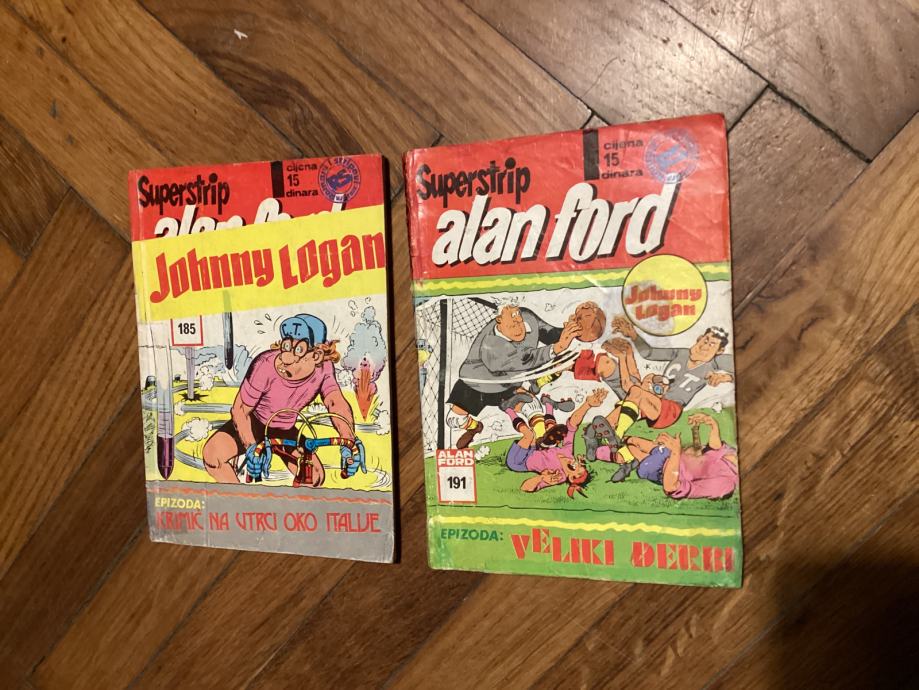 Superstrip
cijena
15
dinara
85
alan ford
Johnny Logan
185
C.T.
EPIZODA:
KRIMIĆ NA UTRCI OKO ITALIJE
Superstrip
cijena
15
dinara
alan ford
Johnny
Logan
C.T.
ALAN
FORD
191
EPIZODA:
VELIKI DERBI